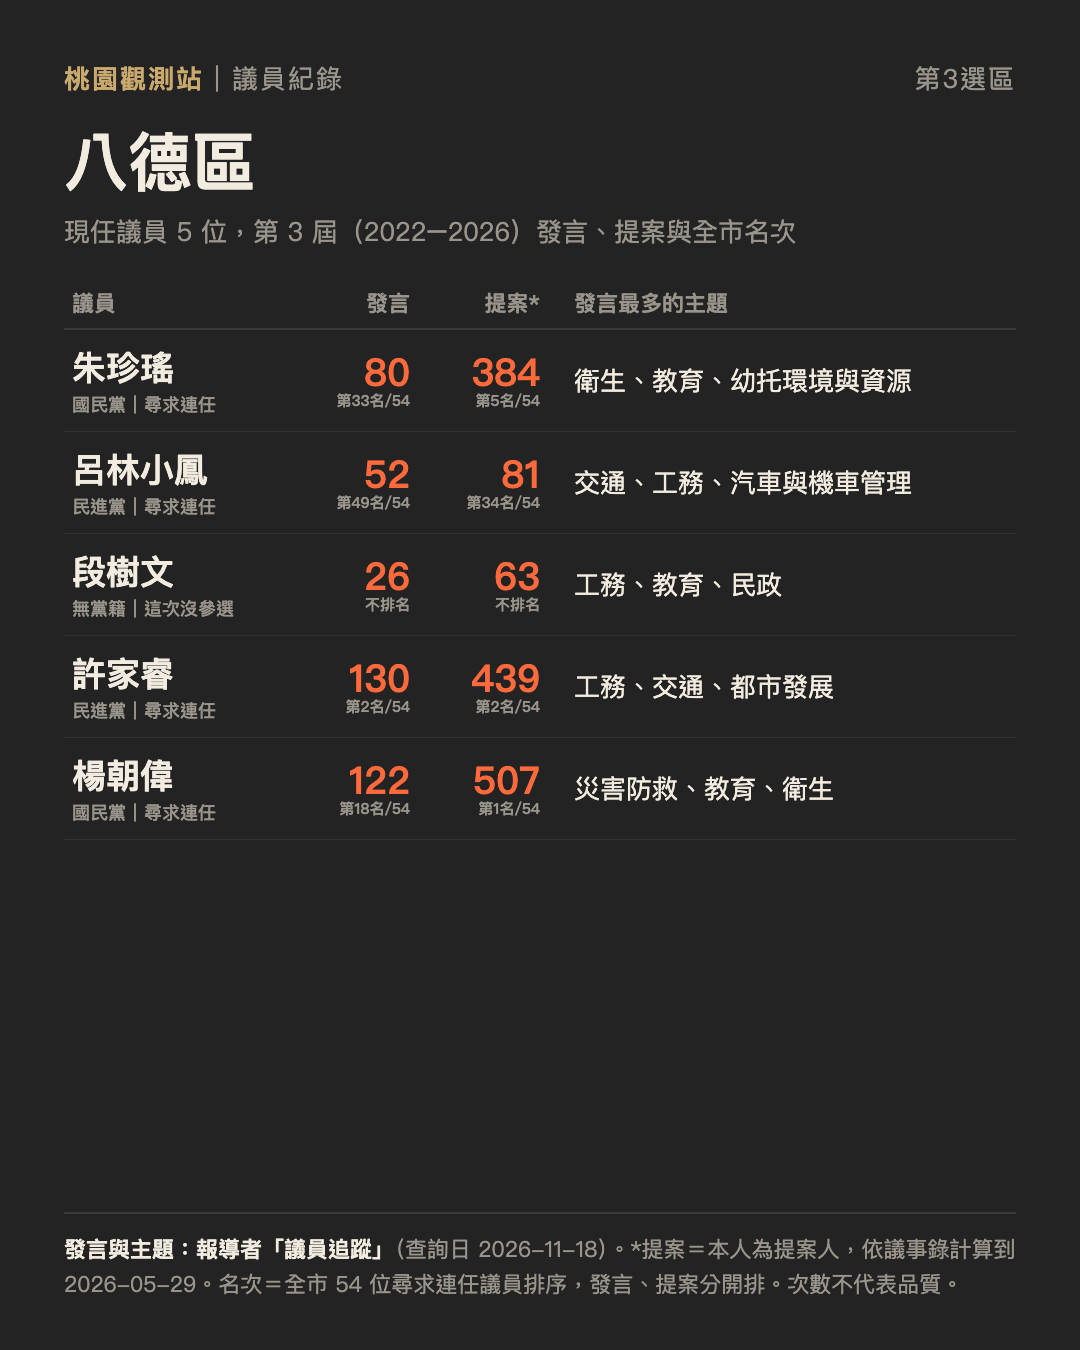 桃園觀測站｜議員紀錄
第3選區
八德區
現任議員 5 位，第 3 屆（2022—2026）發言、提案與全市名次
議員 發言 提案* 發言最多的主題
朱珍瑤 80 384 衛生、教育、幼托環境與資源
國民黨｜尋求連任 第33名/54 第5名/54
呂林小鳳 52 81 交通、工務、汽車與機車管理
民進黨｜尋求連任 第49名/54 第34名/54
段樹文 26 63 工務、教育、民政
無黨籍｜這次沒參選 不排名 不排名
許家睿 130 439 工務、交通、都市發展
民進黨｜尋求連任 第2名/54 第2名/54
楊朝偉 122 507 災害防救、教育、衛生
國民黨｜尋求連任 第18名/54 第1名/54
發言與主題：報導者「議員追蹤」（查詢日 2026–11–18）。*提案＝本人為提案人，依議事錄計算到
2026–05–29。名次＝全市 54 位尋求連任議員排序，發言、提案分開排。次數不代表品質。